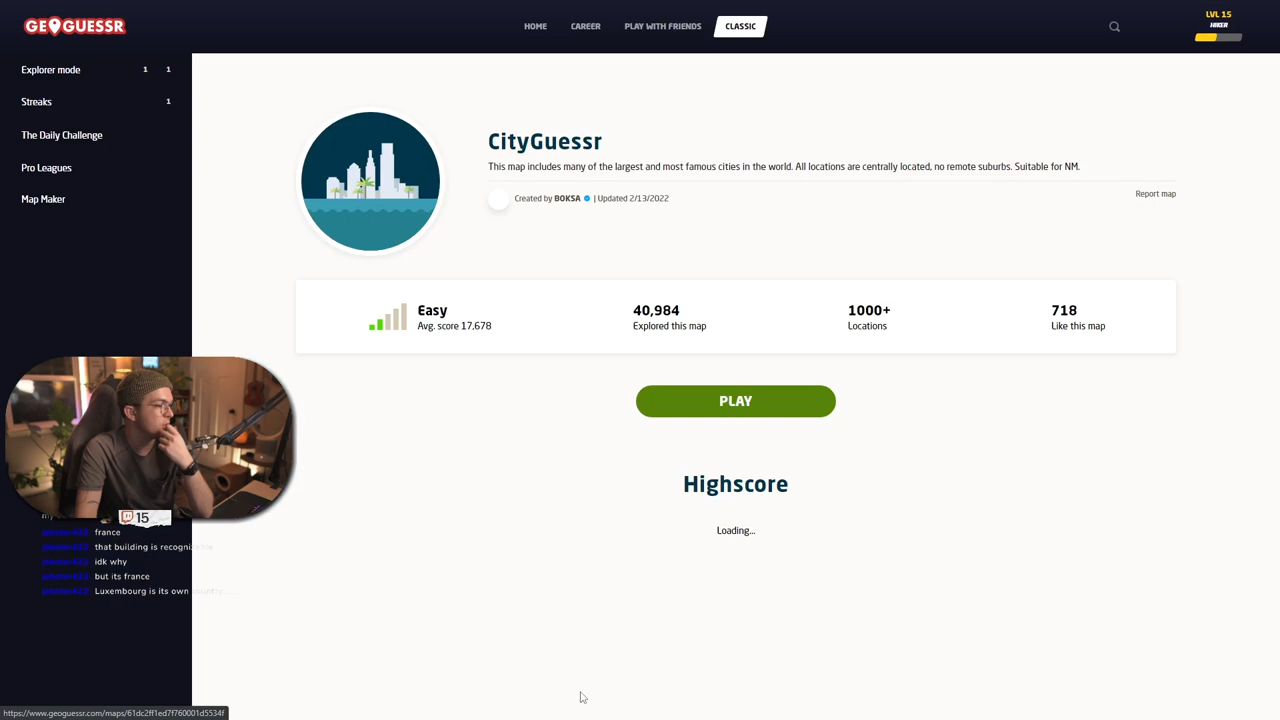 GEOGUESSR
HOME
CAREER
PLAY WITH FRIENDS
CLASSIC
LVL 15
HIKER
Explorer mode
1
1
Streaks
1
The Daily Challenge
Pro Leagues
Map Maker
CityGuessr
This map includes many of the largest and most famous cities in the world. All locations are centrally located, no remote suburbs. Suitable for NM.
Created by BOKSA | Updated 2/13/2022
Report map
Easy
Avg. score 17,678
40,984
Explored this map
1000+
Locations
718
Like this map
PLAY
Highscore
Loading...
15
france
that building is
idk why
but its france
Luxembourg is its own country
https://www.geoguessr.com/maps/61dc2ff1ed7f760001d5534f